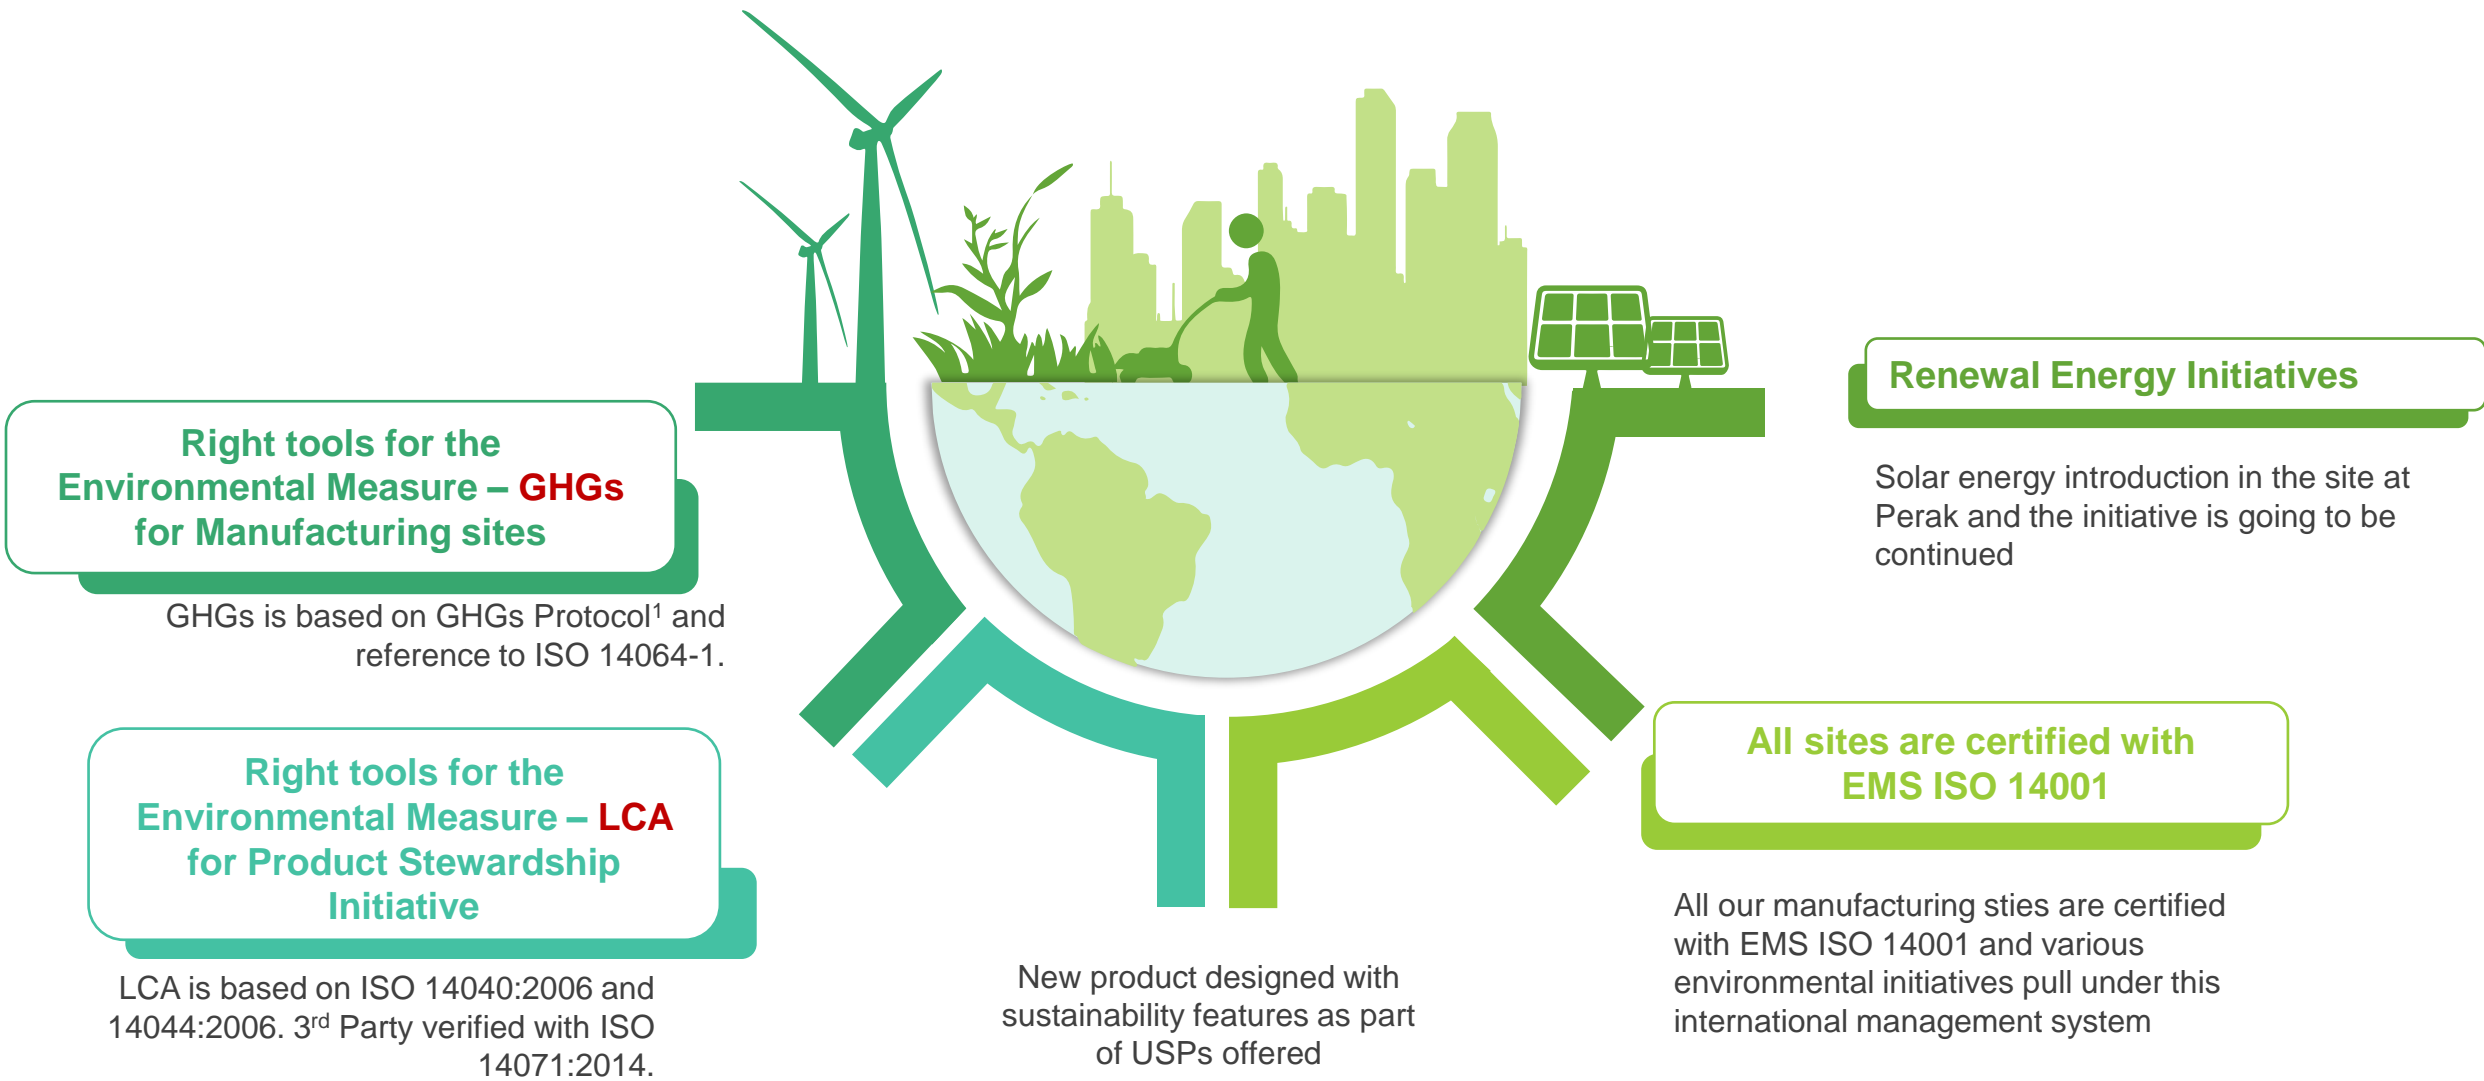 Right tools for the
Environmental Measure – GHGs
for Manufacturing sites
GHGs is based on GHGs Protocol¹ and
reference to ISO 14064-1.
Right tools for the
Environmental Measure – LCA
for Product Stewardship
Initiative
LCA is based on ISO 14040:2006 and
14044:2006. 3rd Party verified with ISO
14071:2014.
New product designed with
sustainability features as part
of USPs offered
Renewal Energy Initiatives
Solar energy introduction in the site at
Perak and the initiative is going to be
continued
All sites are certified with
EMS ISO 14001
All our manufacturing sties are certified
with EMS ISO 14001 and various
environmental initiatives pull under this
international management system